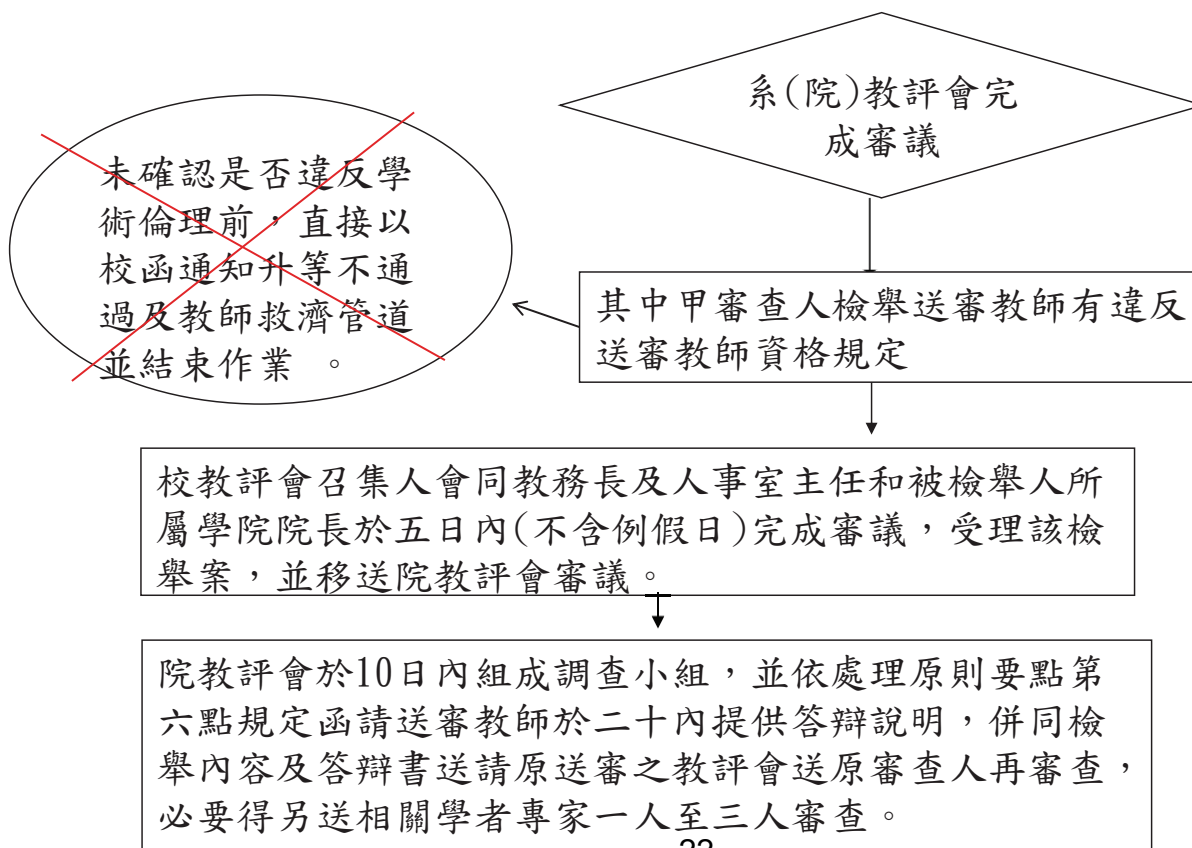 系(院)教評會完
成審議
未確認是否違反學
術倫理前，直接以
校函通知升等不通
過及教師救濟管道
並結束作業 。
其中甲審查人檢舉送審教師有違反
送審教師資格規定
校教評會召集人會同教務長及人事室主任和被檢舉人所
屬學院院長於五日內(不含例假日)完成審議，受理該檢
舉案，並移送院教評會審議。
院教評會於10日內組成調查小組，並依處理原則要點第
六點規定函請送審教師於二十內提供答辯說明，併同檢
舉內容及答辯書送請原送審之教評會送原審查人再審查，
必要得另送相關學者專家一人至三人審查。